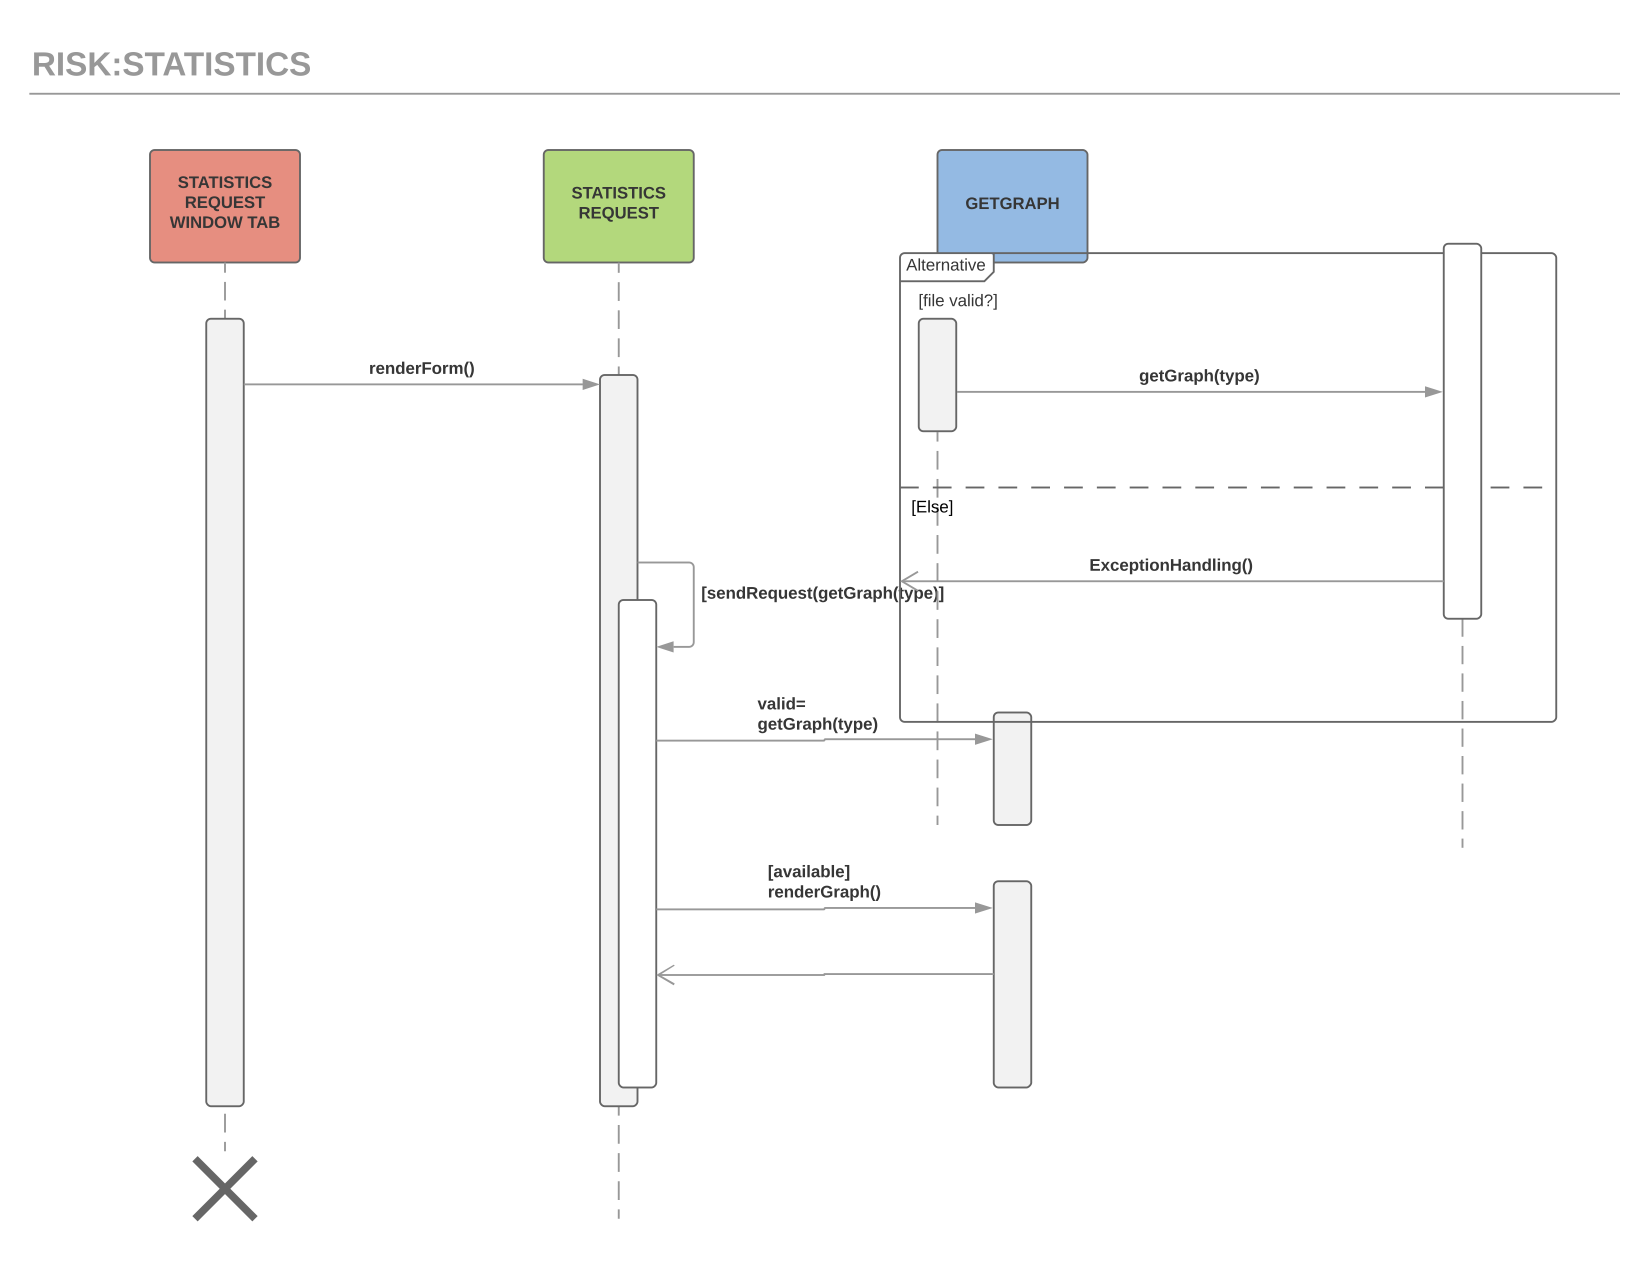 RISK:STATISTICS
STATISTICS
REQUEST
WINDOW TAB
STATISTICS
REQUEST
GETGRAPH
Alternative
[file valid?]
renderForm()
getGraph(type)
[Else]
ExceptionHandling()
[sendRequest(getGraph(type)]
valid=
getGraph(type)
[available]
renderGraph()